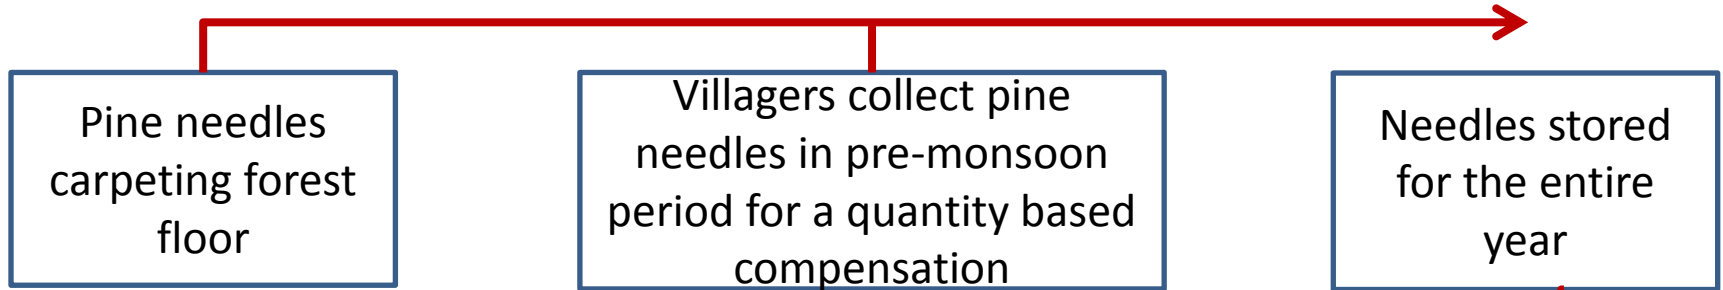 Pine needles
carpeting forest
floor
Villagers collect pine
needles in pre-monsoon
period for a quantity based
compensation
Needles stored
for the entire
year